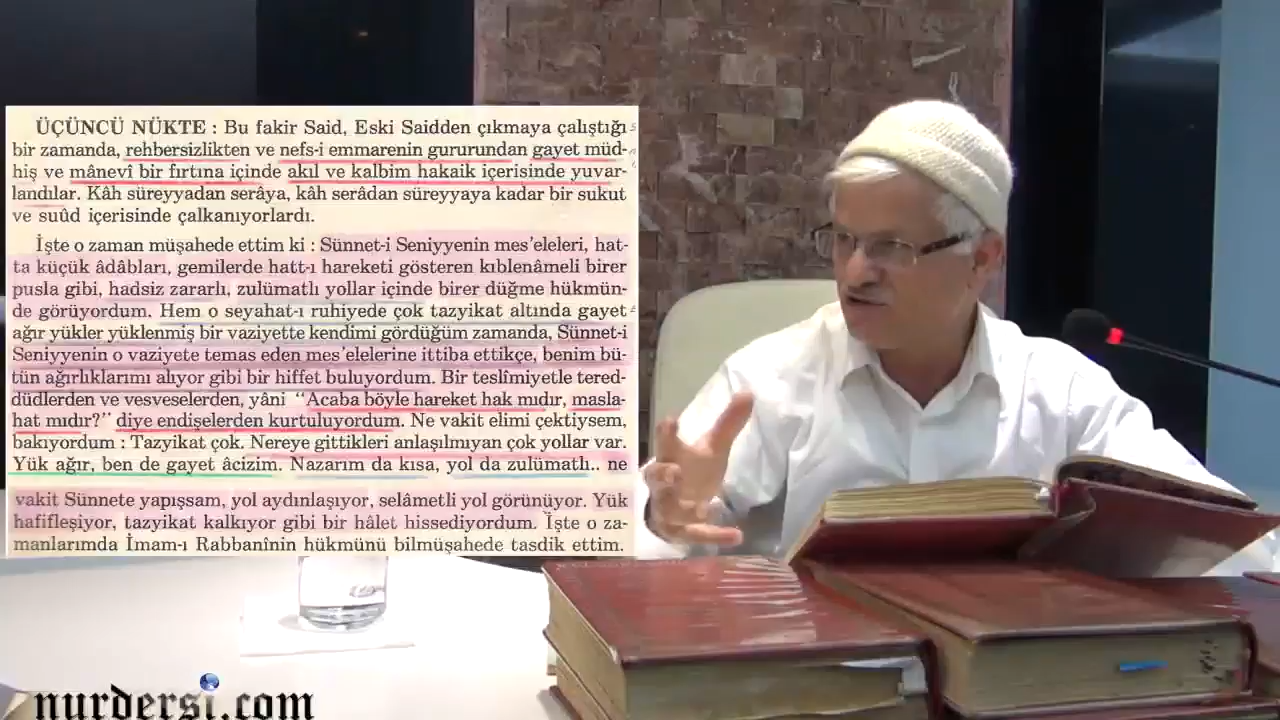 ÜÇÜNCÜ NÜKTE : Bu fakir Said, Eski Saidden çıkmaya çalıştığı
bir zamanda, rehbersizlikten ve nefs-i emmarenin gururundan gayet müd-
hiş ve mânevî bir fırtına içinde akıl ve kalbim hakaik içerisinde yuvar-
landılar. Kâh süreyyadan serâya, kâh serâdan süreyyaya kadar bir sukut
ve suûd içerisinde çalkanıyorlardı.
İşte o zaman müşahede ettim ki : Sünnet-i Seniyyenin mes'eleleri, hat-
ta küçük âdâbları, gemilerde hatt-ı hareketi gösteren kıblenâmeli birer
pusla gibi, hadsiz zararlı, zulümatlı yollar içinde birer düğme hükmün-
de görüyordum. Hem o seyahat-ı ruhiyede çok tazyikat altında gayet
ağır yükler yüklenmiş bir vaziyette kendimi gördüğüm zamanda, Sünnet-i
Seniyyenin o vaziyete temas eden mes'elelerine ittiba ettikçe, benim bü-
tün ağırlıklarımı alıyor gibi bir hiffet buluyordum. Bir teslîmiyetle tered-
düdlerden ve vesveselerden, yâni "Acaba böyle hareket hak mıdır, masla-
hat mıdır?" diye endişelerden kurtuluyordum. Ne vakit elimi çektiysem,
bakıyordum : Tazyikat çok. Nereye gittikleri anlaşılmıyan çok yollar var.
Yük ağır, ben de gayet âcizim. Nazarım da kısa, yol da zulümatlı.. ne
vakit Sünnete yapışsam, yol aydınlaşıyor, selâmetli yol görünüyor. Yük
hafifleşiyor, tazyikat kalkıyor gibi bir hâlet hissediyordum. İşte o za-
manlarımda İmam-ı Rabbanînin hükmünü bilmüşahede tasdik ettim.
nurdersi.com